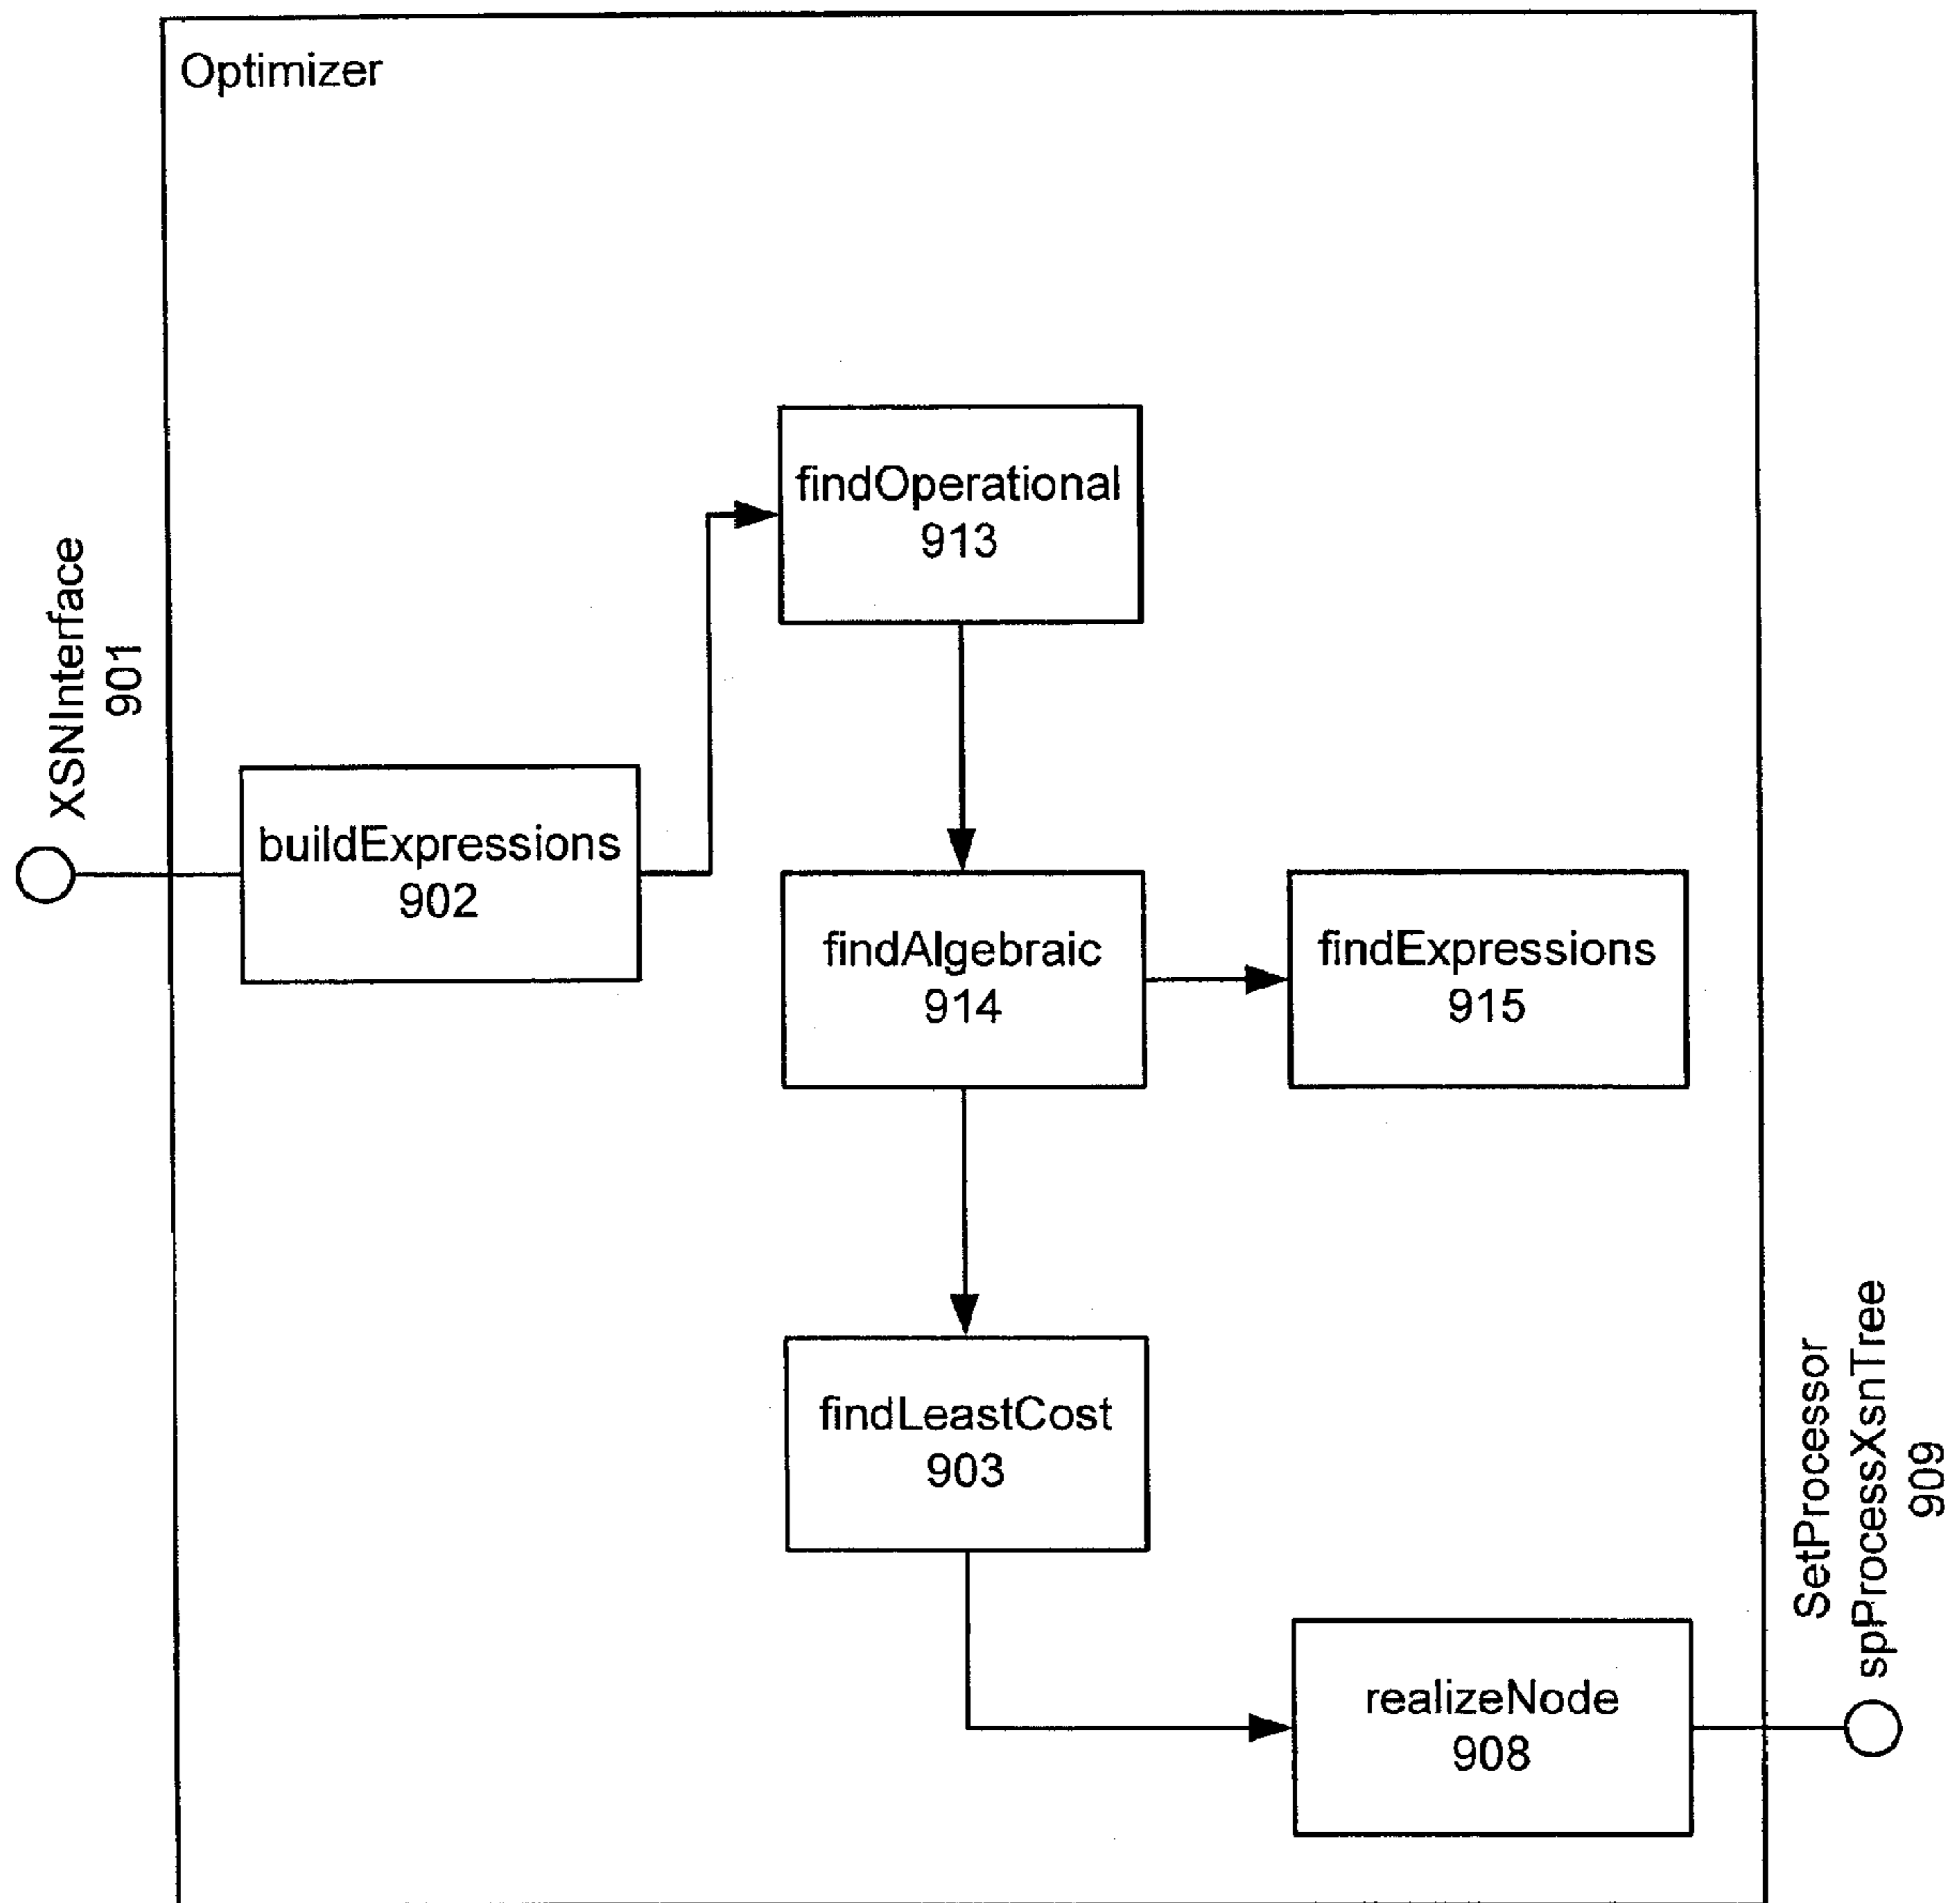 Optimizer
XSNInterface
901
buildExpressions
902
findOperational
913
findAlgebraic
914
findExpressions
915
findLeastCost
903
realizeNode
908
SetProcessor
spProcessXsnTree
909